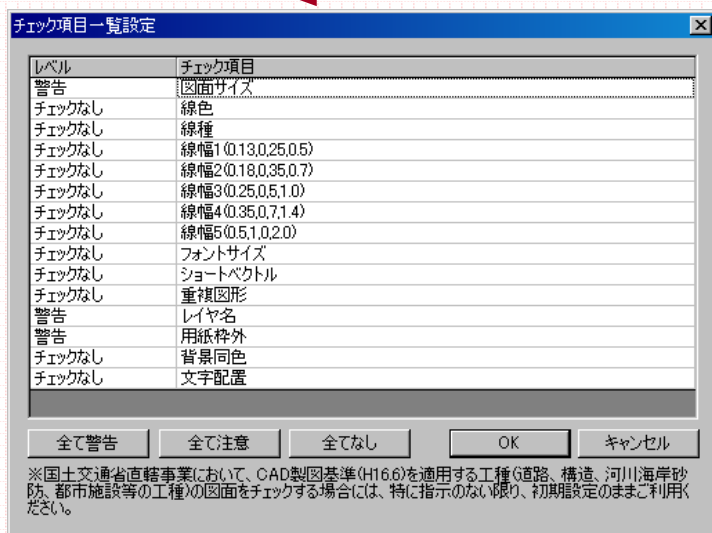 チェック項目一覧設定
レベル チェック項目
警告 図面サイズ
チェックなし 線色
チェックなし 線種
チェックなし 線幅1(0.13,0.25,0.5)
チェックなし 線幅2(0.18,0.35,0.7)
チェックなし 線幅3(0.25,0.5,1.0)
チェックなし 線幅4(0.35,0.7,1.4)
チェックなし 線幅5(0.5,1.0,2.0)
チェックなし フォントサイズ
チェックなし ショートベクトル
チェックなし 重複図形
警告 レイヤ名
警告 用紙枠外
チェックなし 背景同色
チェックなし 文字配置
全て警告 全て注意 全てなし OK キャンセル
※国土交通省直轄事業において、CAD製図基準(H16.6)を適用する工種(道路、構造、河川海岸砂
防、都市施設等の工種)の図面をチェックする場合には、特に指示のない限り、初期設定のままご利用く
ださい。